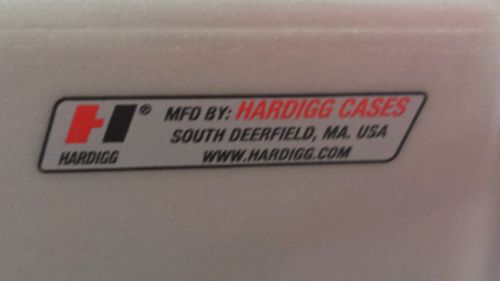 ® MFD BY: HARDIGG CASES
SOUTH DEERFIELD, MA. USA
HARDIGG WWW.HARDIGG.COM